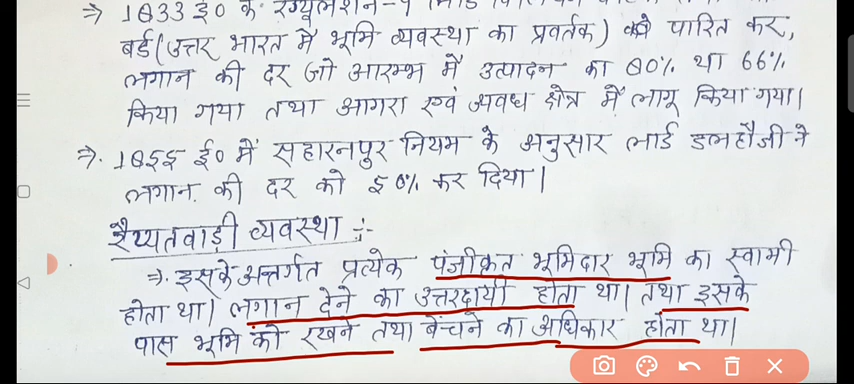 ⇒ 1833 ई० के रेग्यूलेशन-9
बर्ड (उत्तर भारत में भूमि व्यवस्था का प्रवर्तक) को पारित कर,
लगान की दर जो आरम्भ में उत्पादन का 80% था 66%
किया गया तथा आगरा एवं अवध क्षेत्र में लागू किया गया।
⇒ 1855 ई० में सहारनपुर नियम के अनुसार लार्ड डलहौजी ने
लगान की दर को 50% कर दिया।
रैय्यतवाड़ी व्यवस्था :-
⇒ इसके अन्तर्गत प्रत्येक पंजीकृत भूमिदार भूमि का स्वामी
होता था। लगान देने का उत्तरदायी होता था। तथा इसके
पास भूमि को रखने तथा बेंचने का अधिकार होता था।